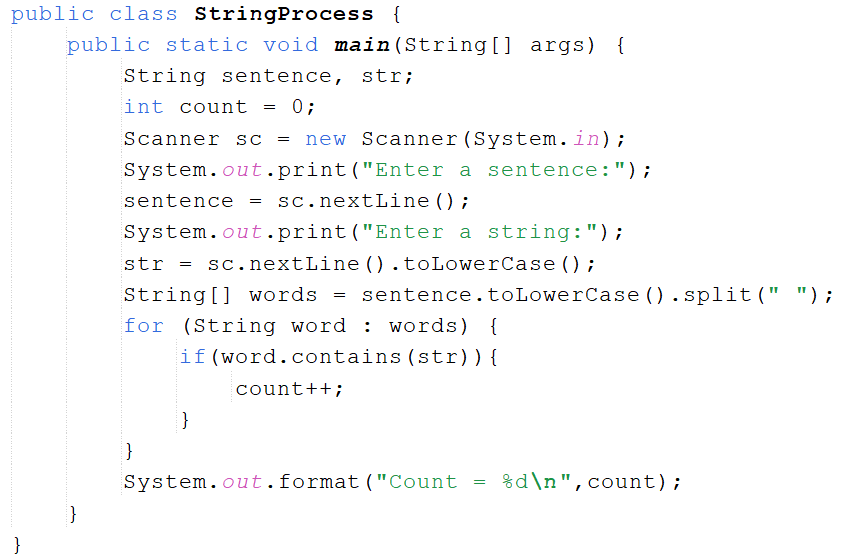 public class StringProcess {
    public static void main(String[] args) {
        String sentence, str;
        int count = 0;
        Scanner sc = new Scanner(System.in);
        System.out.print("Enter a sentence:");
        sentence = sc.nextLine();
        System.out.print("Enter a string:");
        str = sc.nextLine().toLowerCase();
        String[] words = sentence.toLowerCase().split(" ");
        for (String word : words) {
            if(word.contains(str)){
                count++;
            }
        }
        System.out.format("Count = %d\n",count);
    }
}